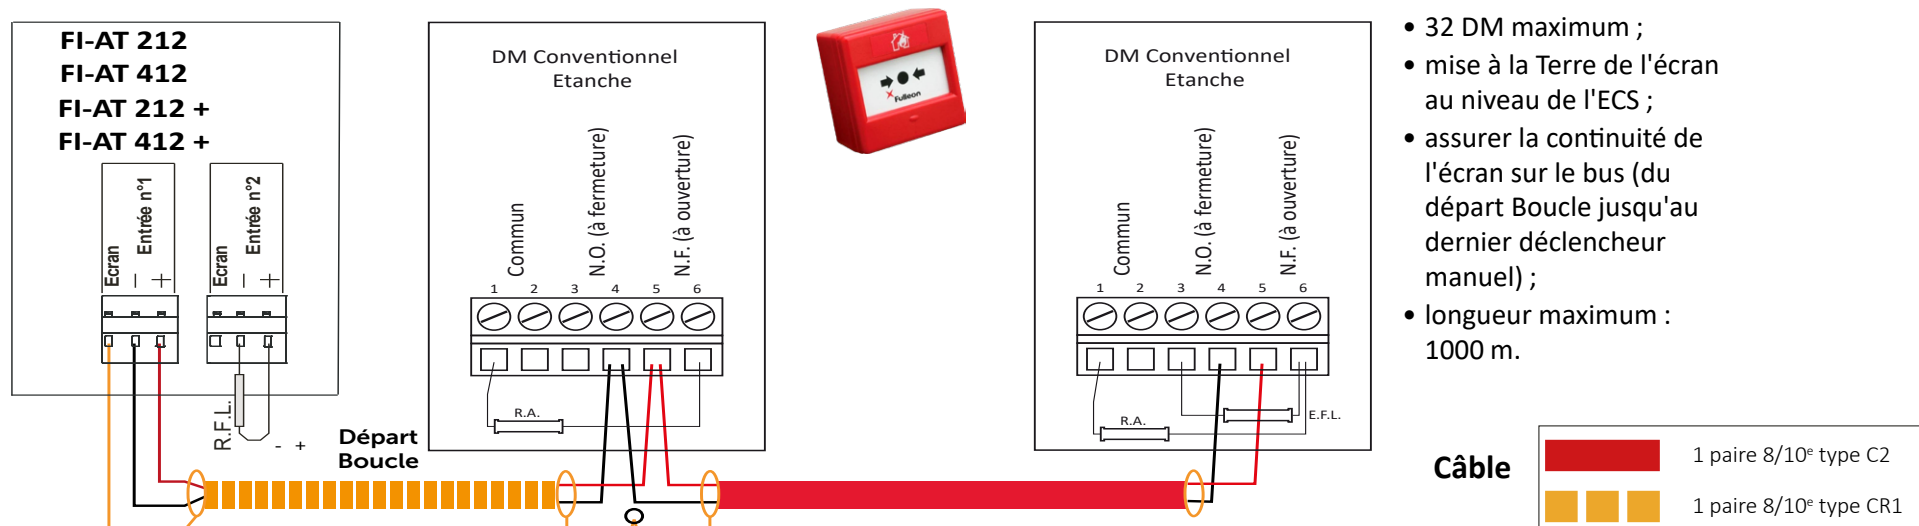 FI-AT 212
FI-AT 412
FI-AT 212 +
FI-AT 412 +
Ecran
−
+
Entrée n°1
Ecran
−
+
Entrée n°2
R.F.L.
- +
Départ
Boucle
DM Conventionnel
Etanche
Commun
N.O. (à fermeture)
N.F. (à ouverture)
1 2 3 4 5 6
R.A.
Fulleon
DM Conventionnel
Etanche
Commun
N.O. (à fermeture)
N.F. (à ouverture)
1 2 3 4 5 6
R.A.
E.F.L.
• 32 DM maximum ;
• mise à la Terre de l'écran
au niveau de l'ECS ;
• assurer la continuité de
l'écran sur le bus (du
départ Boucle jusqu'au
dernier déclencheur
manuel) ;
• longueur maximum :
1000 m.
Câble
1 paire 8/10e type C2
1 paire 8/10e type CR1